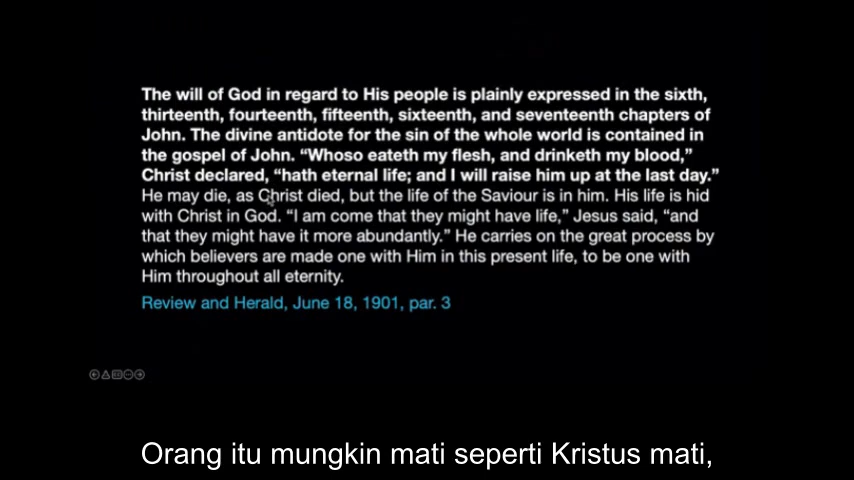 The will of God in regard to His people is plainly expressed in the sixth,
thirteenth, fourteenth, fifteenth, sixteenth, and seventeenth chapters of
John. The divine antidote for the sin of the whole world is contained in
the gospel of John. “Whoso eateth my flesh, and drinketh my blood,”
Christ declared, “hath eternal life; and I will raise him up at the last day.”
He may die, as Christ died, but the life of the Saviour is in him. His life is hid
with Christ in God. “I am come that they might have life,” Jesus said, “and
that they might have it more abundantly.” He carries on the great process by
which believers are made one with Him in this present life, to be one with
Him throughout all eternity.
Review and Herald, June 18, 1901, par. 3
Orang itu mungkin mati seperti Kristus mati,